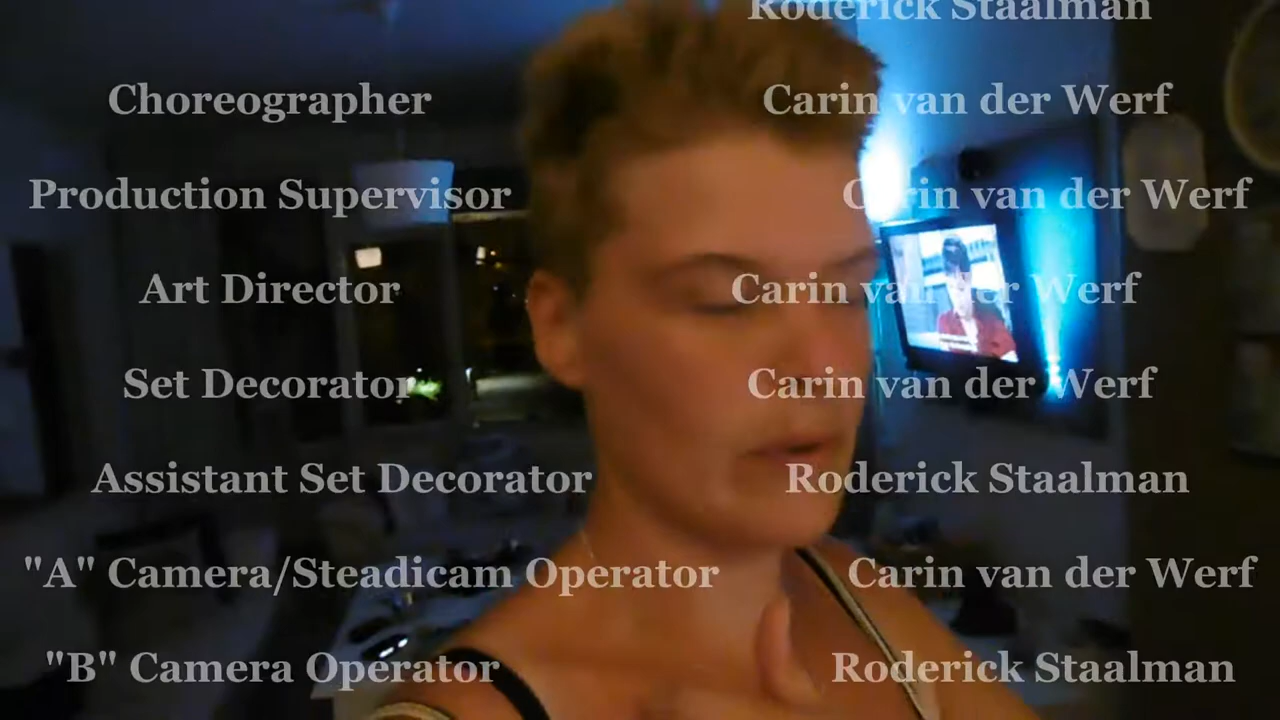 Roderick Staalman
Choreographer Carin van der Werf
Production Supervisor Carin van der Werf
Art Director Carin van der Werf
Set Decorator Carin van der Werf
Assistant Set Decorator Roderick Staalman
"A" Camera/Steadicam Operator Carin van der Werf
"B" Camera Operator Roderick Staalman